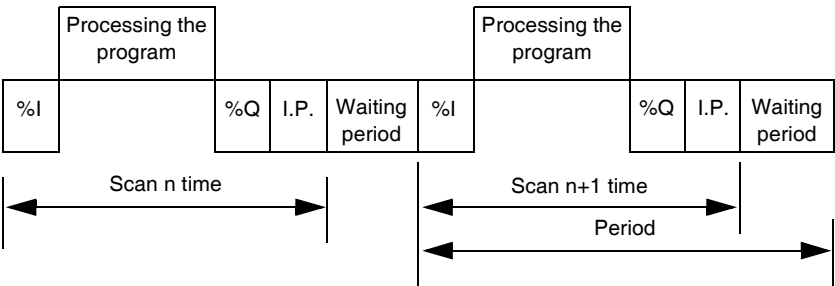 Processing the
program
Processing the
program
%I
%Q
I.P.
Waiting
period
%I
%Q
I.P.
Waiting
period
Scan n time
Scan n+1 time
Period